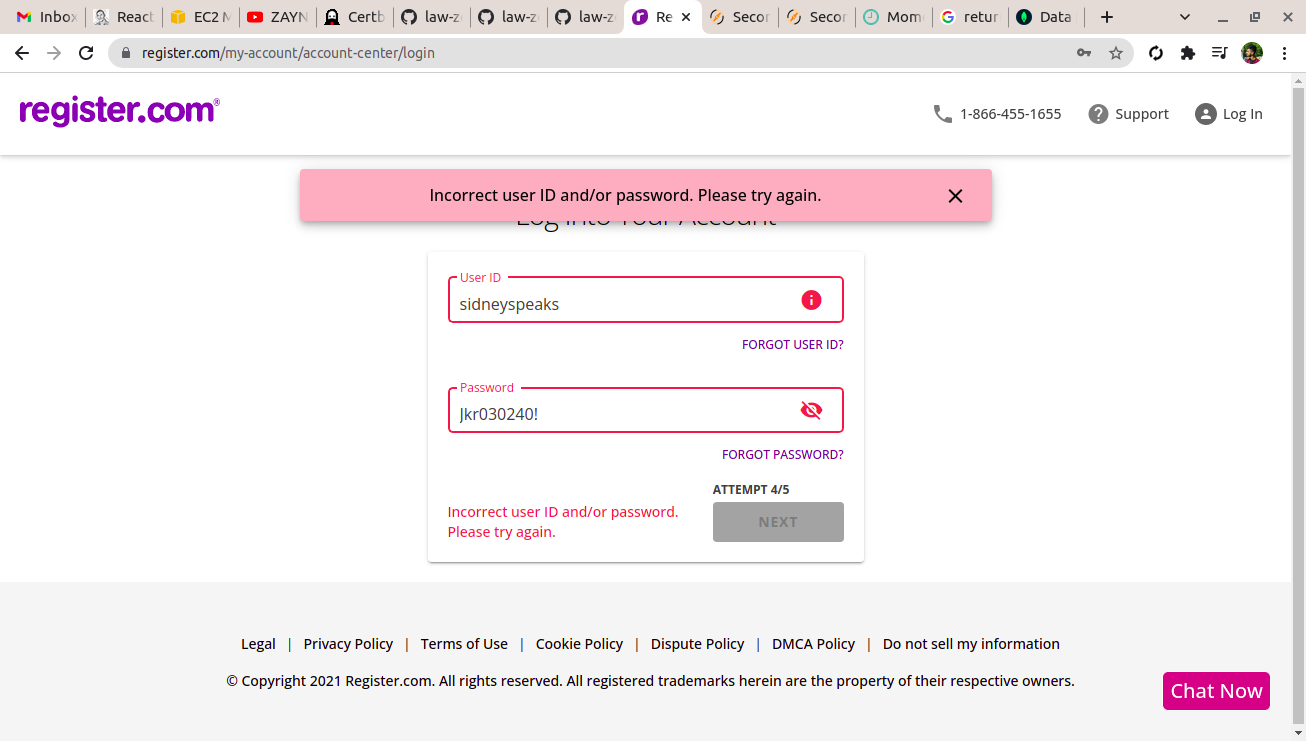 Inbox React EC2 M ZAYN Certb law-z law-z law-z Re Secor Secor Mome retur Data
register.com/my-account/account-center/login
register.com®
1-866-455-1655 Support Log In
Incorrect user ID and/or password. Please try again.
Log Into Your Account
User ID
sidneyspeaks
FORGOT USER ID?
Password
Jkr030240!
FORGOT PASSWORD?
ATTEMPT 4/5
Incorrect user ID and/or password.
Please try again.
NEXT
Legal | Privacy Policy | Terms of Use | Cookie Policy | Dispute Policy | DMCA Policy | Do not sell my information
© Copyright 2021 Register.com. All rights reserved. All registered trademarks herein are the property of their respective owners.
Chat Now